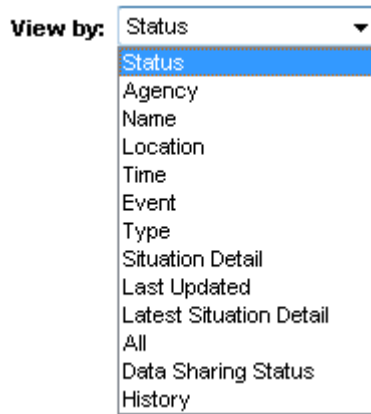 View by: Status
Status
Agency
Name
Location
Time
Event
Type
Situation Detail
Last Updated
Latest Situation Detail
All
Data Sharing Status
History